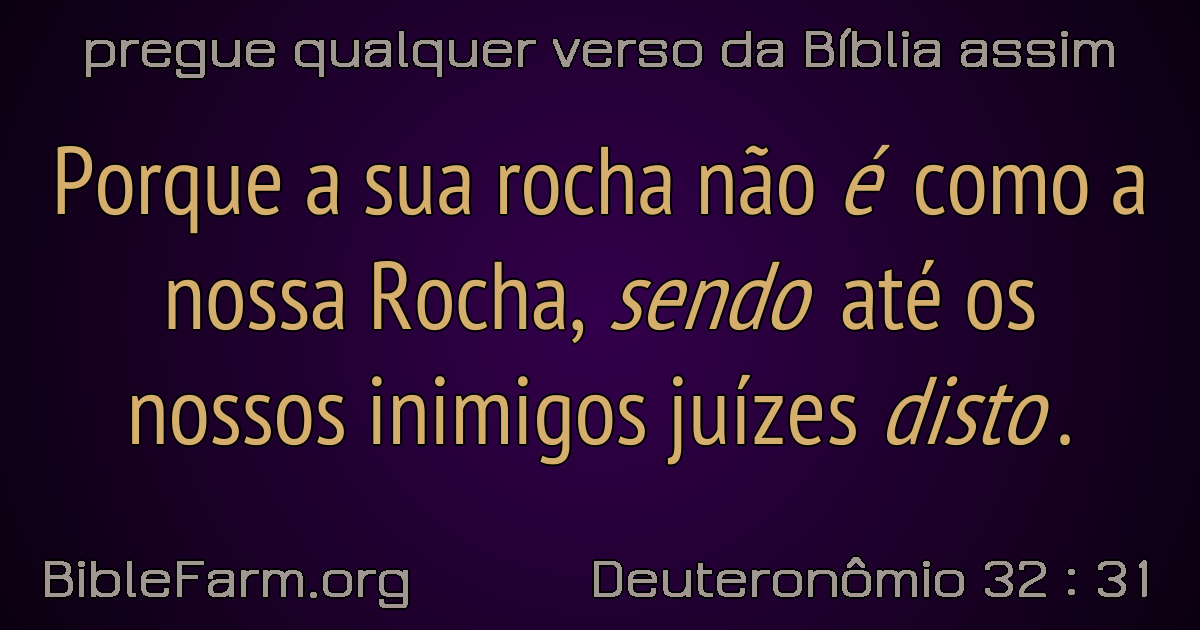 pregue qualquer verso da Bíblia assim
Porque a sua rocha não é como a
nossa Rocha, sendo até os
nossos inimigos juízes disto.
BibleFarm.org
Deuteronômio 32 : 31